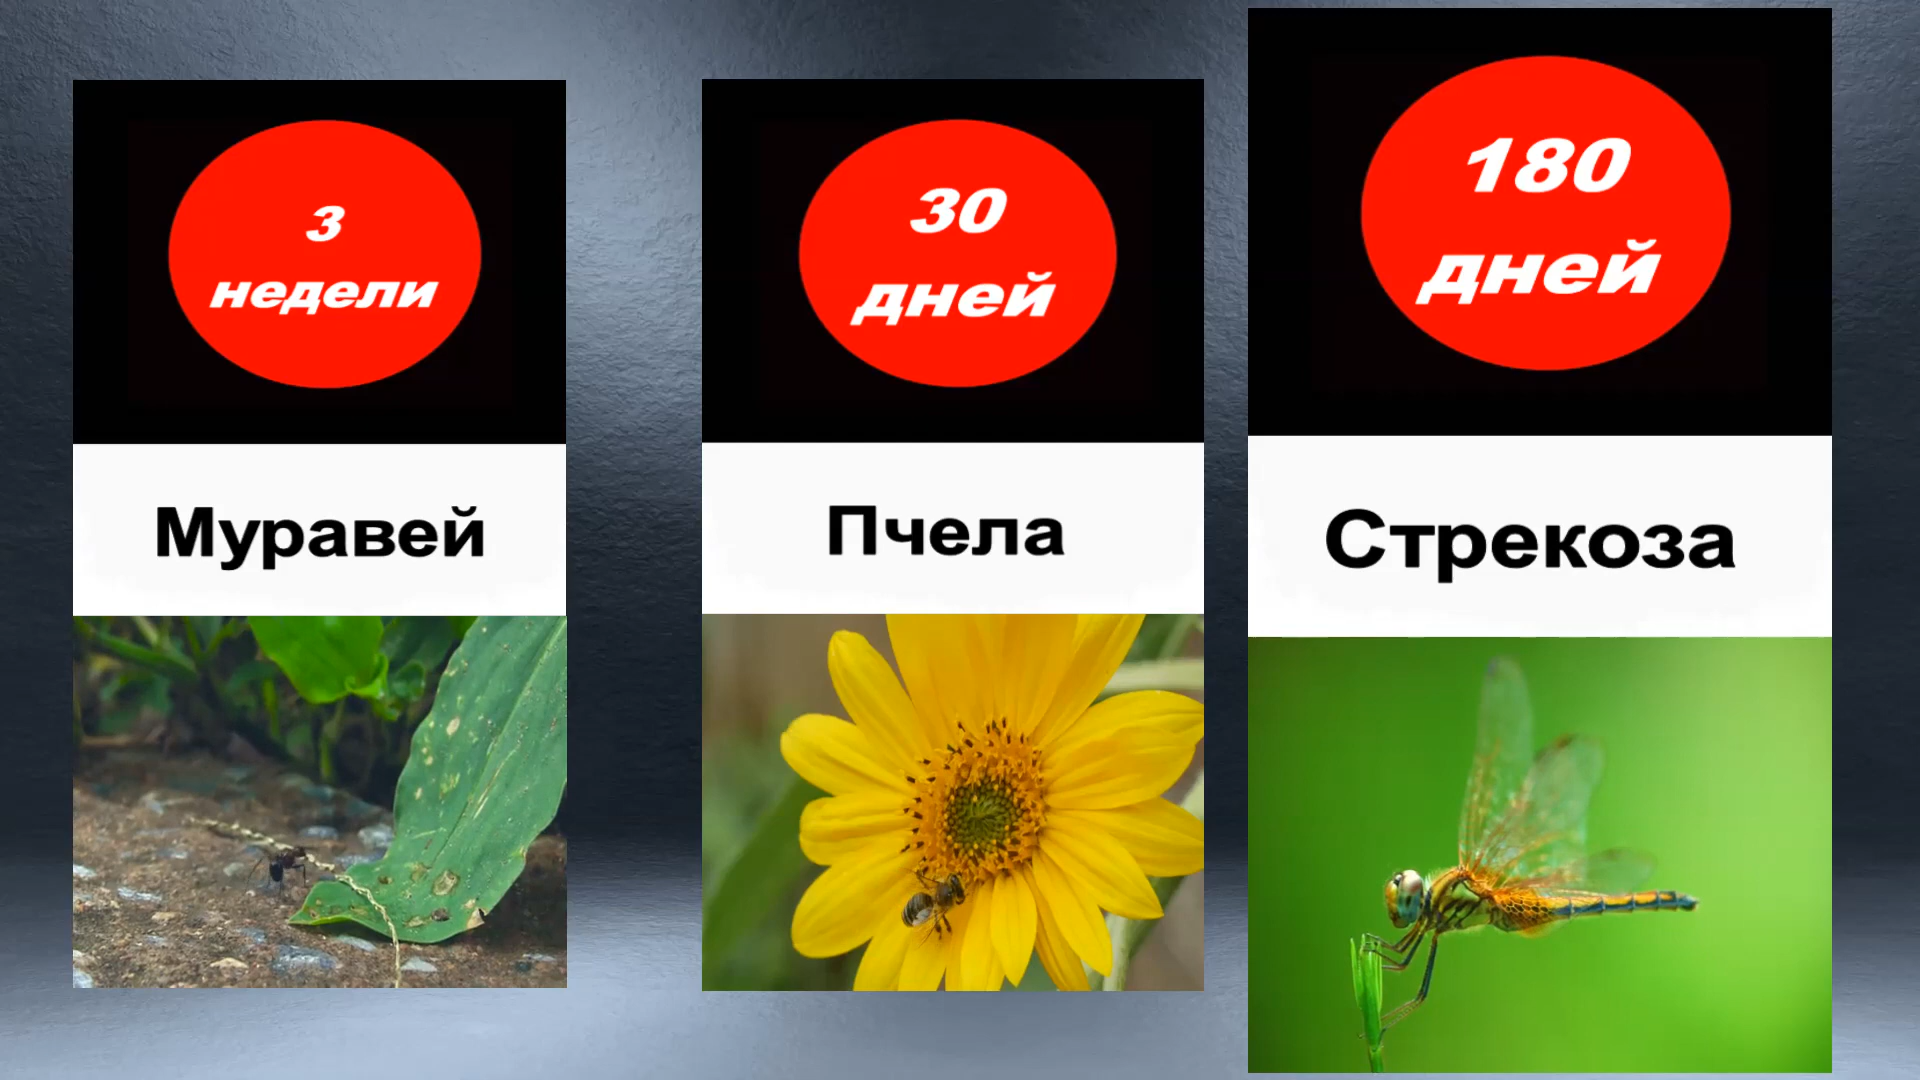 3
недели
Муравей
30
дней
Пчела
180
дней
Стрекоза